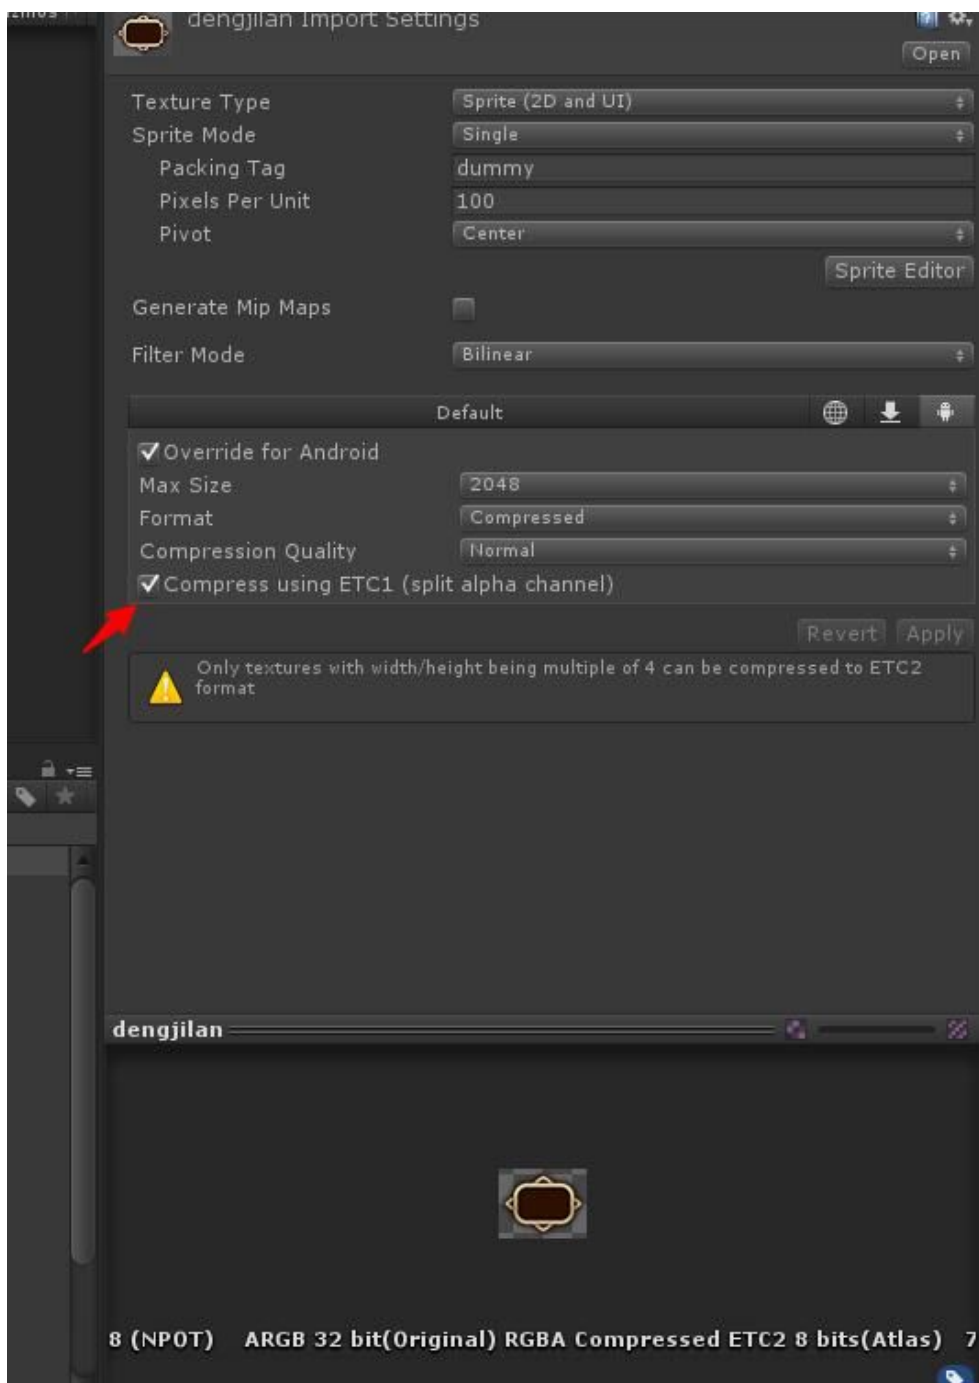 dengjilan Import Settings
Open
Texture Type Sprite (2D and UI)
Sprite Mode Single
Packing Tag dummy
Pixels Per Unit 100
Pivot Center
Sprite Editor
Generate Mip Maps
Filter Mode Bilinear
Default
Override for Android
Max Size 2048
Format Compressed
Compression Quality Normal
Compress using ETC1 (split alpha channel)
Revert Apply
Only textures with width/height being multiple of 4 can be compressed to ETC2
format
dengjilan
8 (NPOT) ARGB 32 bit(Original) RGBA Compressed ETC2 8 bits(Atlas) 7